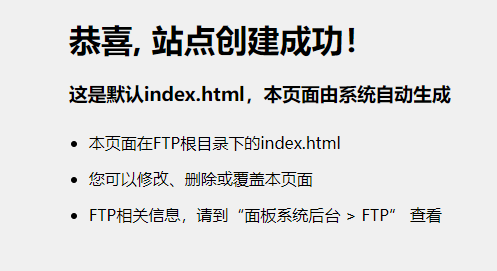 恭喜, 站点创建成功！
这是默认index.html，本页面由系统自动生成
本页面在FTP根目录下的index.html
您可以修改、删除或覆盖本页面
FTP相关信息，请到“面板系统后台 > FTP” 查看